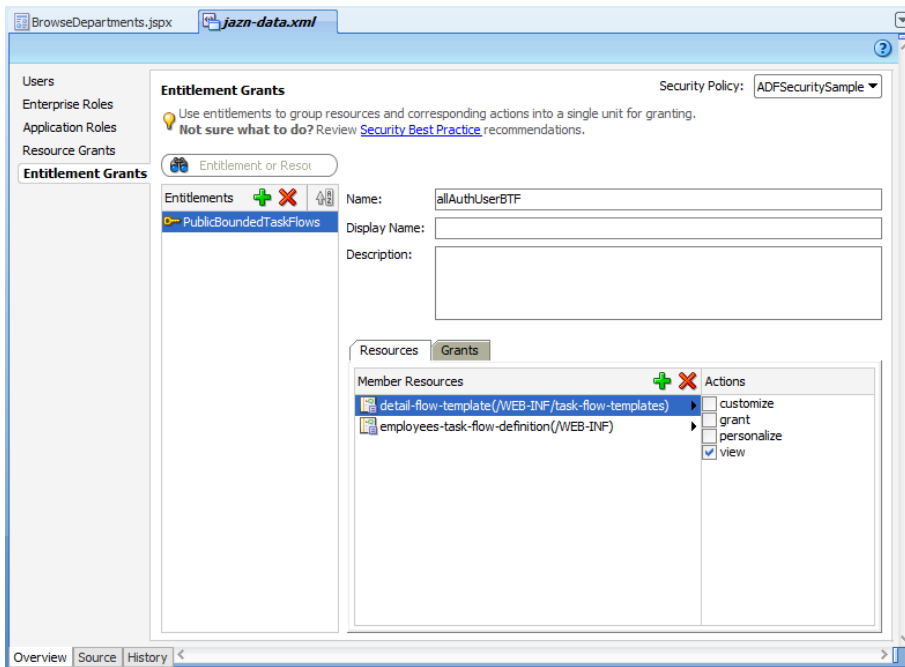 BrowseDepartments.jspx
jazn-data.xml
?
Users
Enterprise Roles
Application Roles
Resource Grants
Entitlement Grants
Entitlement Grants
Security Policy: ADFSecuritySample
Use entitlements to group resources and corresponding actions into a single unit for granting.
Not sure what to do? Review Security Best Practice recommendations.
Entitlement or Resou
Entitlements
PublicBoundedTaskFlows
Name: allAuthUserBTF
Display Name:
Description:
Resources Grants
Member Resources
detail-flow-template(/WEB-INF/task-flow-templates)
employees-task-flow-definition(/WEB-INF)
Actions
customize
grant
personalize
view
Overview Source History